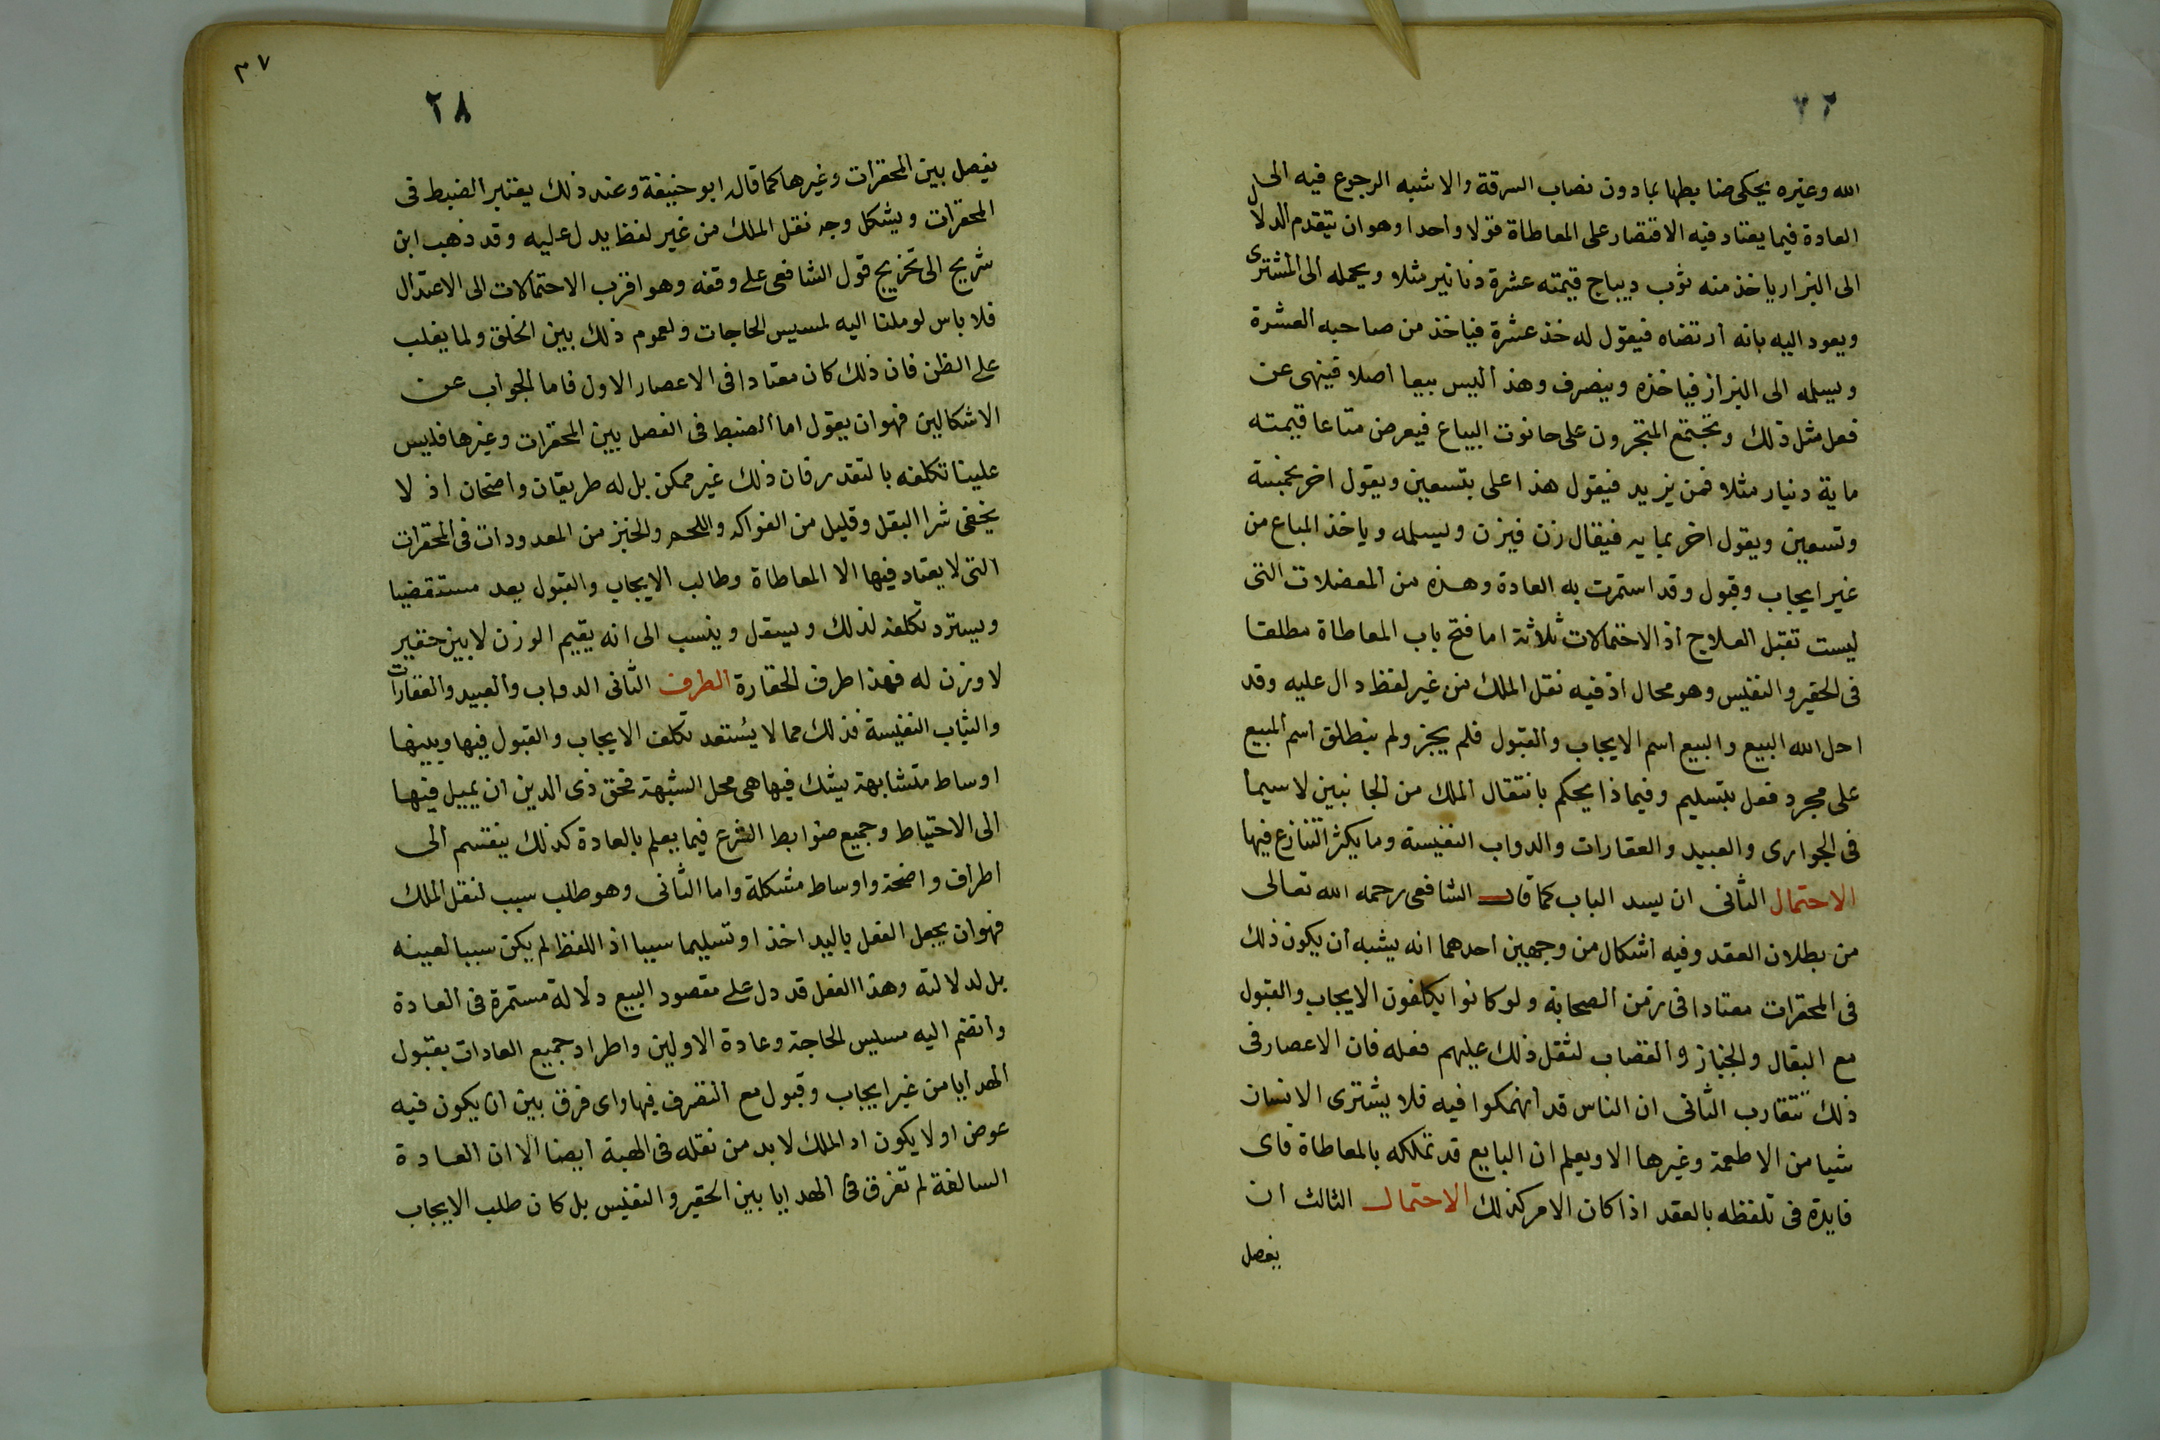 ٢٧
الله وغيره يحكى ضابطها بمادون نصاب السرقة والاشبه الرجوع فيه الى
العادة فيما يعتاد فيه الاقتصار على المعاطاة قولا واحدا وهو ان يتقدم الدلال
الى البزار ياخذ منه ثوب ديباج قيمته عشرة دنانير مثلا ويحمله الى المشترى
ويعود اليه بانه ارتضاه فيقول له خذ عشرة فياخذ من صاحبه العشرة
ويسلمه الى البزاز فياخذه ويتصرف وهذا ليس بيعا اصلا فينهى عن
فعل مثل ذلك وتجتمع المتجرون على حانوت البياع فيعرض متاعا قيمته
ماية دينار مثلا فمن يزيد فيقول هذا على بتسعين ويقول اخر بخمسة
وتسعين ويقول اخر بمايه فيقال زن فيزن ويسلمه وياخذ المباع من
غير ايجاب وقبول وقد استمرت به العادة وهذه من المعضلات التى
ليست تقبل العلاج اذ الاحتمالات ثلاثة اما فتح باب المعاطاة مطلقا
فى الحقير والنفيس وهو محال اذ فيه نقل الملك من غير لفظ دال عليه وقد
احل الله البيع والبيع اسم الايجاب والقبول فلم يجز ولم ينطلق اسم المبيع
على مجرد فعل بتسليم وفيماذا يحكم بانتقال الملك من الجانبين لا سيما
فى الجوارى والعبيد والعقارات والدواب النفيسة وما يكثر التنازع فيها
الاحتمال الثانى ان يسد الباب كما قال الشافعى رحمه الله تعالى
من بطلان العقد وفيه اشكال من وجهين احدهما انه يشبه ان يكون ذلك
فى المحقرات معتادا فى زمن الصحابة ولو كانوا يكلفون الايجاب والقبول
مع البقال والخباز والقصاب لثقل ذلك عليهم فعله فان الاعصار فى
ذلك تتقارب الثانى ان الناس قد انهمكوا فيه فلا يشترى الانسان
شيا من الاطعمة وغيرها الا ويعلم ان البايع قد تملكه بالمعاطاة فاى
فايدة فى تلفظه بالعقد اذا كان الامر كذلك الاحتمال الثالث ان
يفصل
٣٧
٢٨
يفصل بين المحقرات وغيرها كما قاله ابو حنيفة وعند ذلك يعتبر الضبط فى
المحقرات ويشكل وجه نقل الملك من غير لفظ يدل عليه وقد ذهب ابن
شريح الى تخريج قول الشافعى على وقفه وهو اقرب الاحتمالات الى الاعتدال
فلا باس لو ملنا اليه لمسيس الحاجات ولعموم ذلك بين الخلق ولما يغلب
على الظن فان ذلك كان معتادا فى الاعصار الاول فاما الجواب عن
الاشكالين فهو ان يقول اما الضبط فى الفصل بين المحقرات وغيرها فليس
علينا تكلفه بالتقدر فان ذلك غير ممكن بل له طريقان واضحان اذ لا
يخفى شرا البقل وقليل من الفواكه واللحم والخبز من المعدودات فى المحقرات
التى لا يعتاد فيها الا المعاطاة وطالب الايجاب والقبول يعد مستقضيا
ويسترد تكلفه لذلك ويستقل وينسب الى انه يقيم الوزن لا بين حقير
لا وزن له فهذا طرف الحقارة الطرف الثانى الدواب والعبيد والعقارات
والثياب النفيسة فذلك مما لا يستعد تكلف الايجاب والقبول فيها وبينها
اوساط متشابهة يشك فيها هى محل الشبهة فحق ذى الدين ان يميل فيها
الى الاحتياط وجميع ضوابط الشرع فيما يعلم بالعادة كذلك ينقسم الى
اطراف واضحة واوساط مشكلة واما الثانى وهو طلب سبب لنقل الملك
فهو ان يجعل الفعل باليد اخذا وتسليما سببا اذ اللفظ لم يكن سببا لعينه
بل لدلالته وهذا الفعل قد دل على مقصود البيع دلالة مستمرة فى العادة
وانضم اليه مسيس الحاجة وعادة الاولين واطراد جميع العادات بقبول
الهدايا من غير ايجاب وقبول مع التصرف فيها واى فرق بين ان يكون فيه
عوض او لا يكون اذ الملك لا بد من نقله فى الهبة ايضا الا ان العادة
السالفة لم تفرق فى الهدايا بين الحقير والنفيس بل كان طلب الايجاب